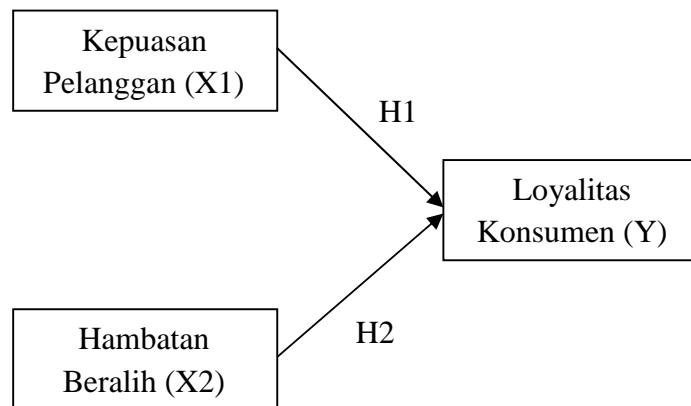 Kepuasan
Pelanggan (X1)
H1
Loyalitas
Konsumen (Y)
H2
Hambatan
Beralih (X2)